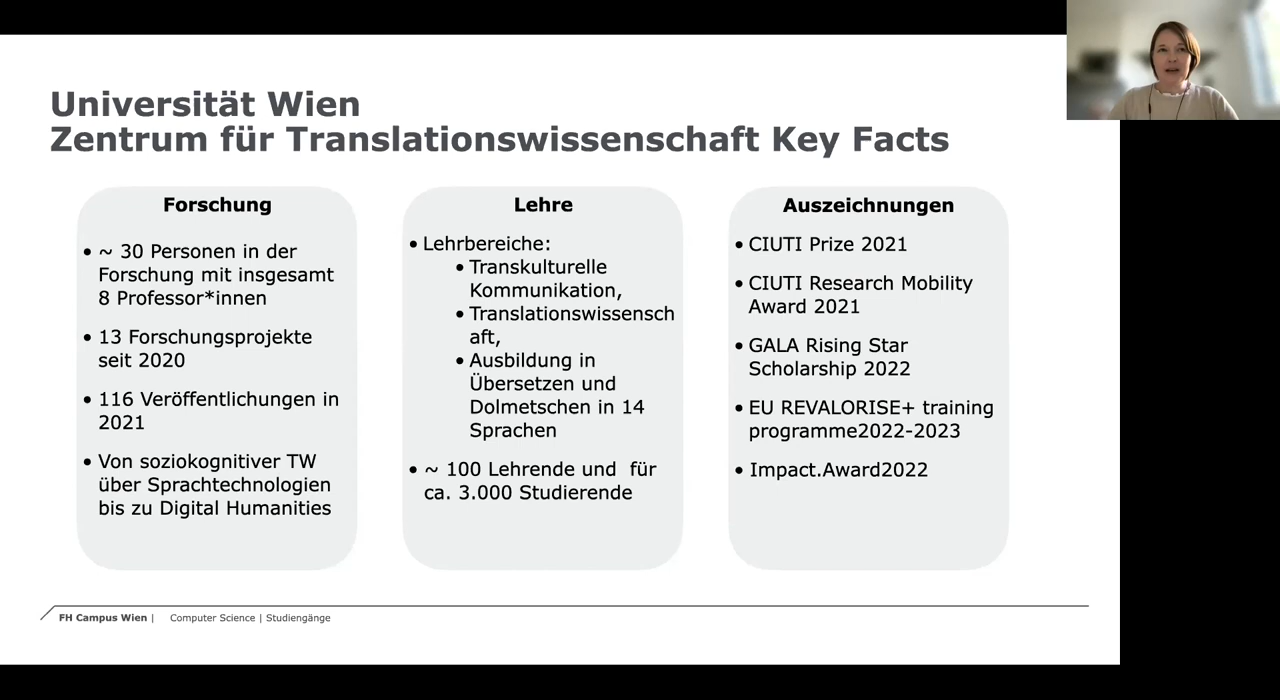 Universität Wien
Zentrum für Translationswissenschaft Key Facts
Forschung
• ~ 30 Personen in der
Forschung mit insgesamt
8 Professor*innen
• 13 Forschungsprojekte
seit 2020
• 116 Veröffentlichungen in
2021
• Von soziokognitiver TW
über Sprachtechnologien
bis zu Digital Humanities
Lehre
• Lehrbereiche:
• Transkulturelle
Kommunikation,
• Translationswissensch
aft,
• Ausbildung in
Übersetzen und
Dolmetschen in 14
Sprachen
• ~ 100 Lehrende und für
ca. 3.000 Studierende
Auszeichnungen
• CIUTI Prize 2021
• CIUTI Research Mobility
Award 2021
• GALA Rising Star
Scholarship 2022
• EU REVALORISE+ training
programme2022-2023
• Impact.Award2022
FH Campus Wien | Computer Science | Studiengänge